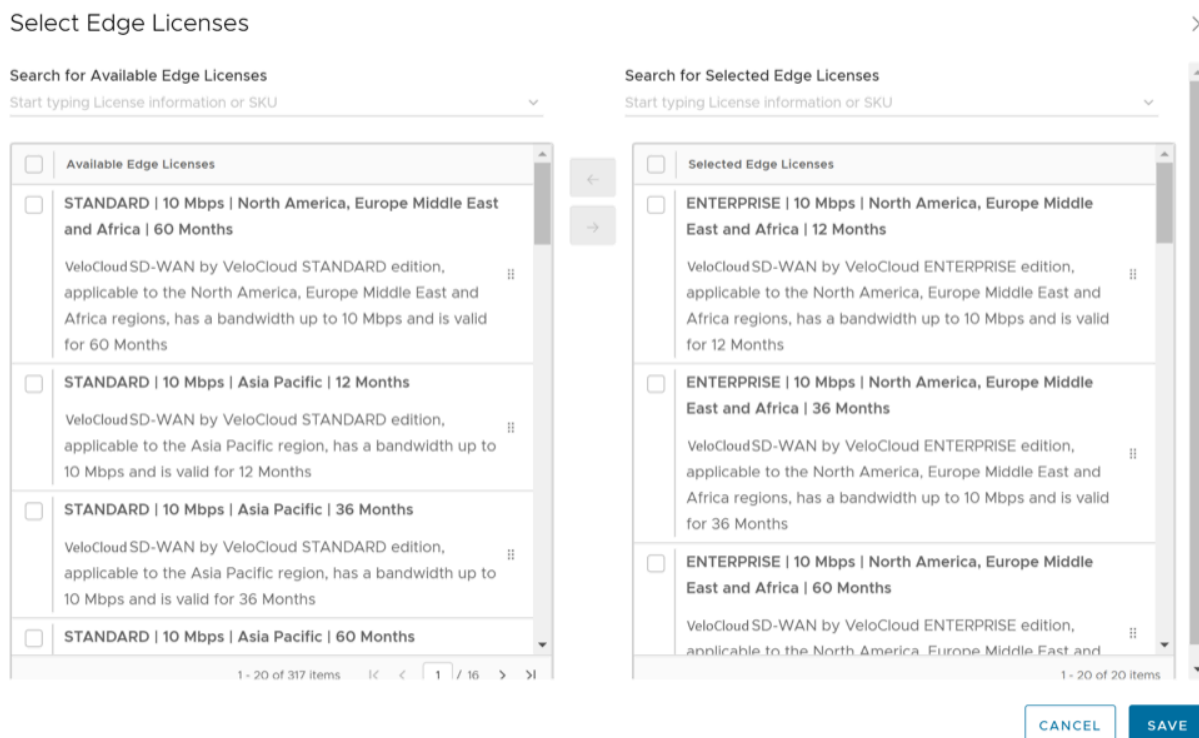 Select Edge Licenses
Search for Available Edge Licenses
Start typing License information or SKU
Available Edge Licenses
STANDARD | 10 Mbps | North America, Europe Middle East
and Africa | 60 Months
VeloCloud SD-WAN by VeloCloud STANDARD edition,
applicable to the North America, Europe Middle East and
Africa regions, has a bandwidth up to 10 Mbps and is valid
for 60 Months
STANDARD | 10 Mbps | Asia Pacific | 12 Months
VeloCloud SD-WAN by VeloCloud STANDARD edition,
applicable to the Asia Pacific region, has a bandwidth up to
10 Mbps and is valid for 12 Months
STANDARD | 10 Mbps | Asia Pacific | 36 Months
VeloCloud SD-WAN by VeloCloud STANDARD edition,
applicable to the Asia Pacific region, has a bandwidth up to
10 Mbps and is valid for 36 Months
STANDARD | 10 Mbps | Asia Pacific | 60 Months
1 - 20 of 317 items
1 / 16
Search for Selected Edge Licenses
Start typing License information or SKU
Selected Edge Licenses
ENTERPRISE | 10 Mbps | North America, Europe Middle
East and Africa | 12 Months
VeloCloud SD-WAN by VeloCloud ENTERPRISE edition,
applicable to the North America, Europe Middle East and
Africa regions, has a bandwidth up to 10 Mbps and is valid
for 12 Months
ENTERPRISE | 10 Mbps | North America, Europe Middle
East and Africa | 36 Months
VeloCloud SD-WAN by VeloCloud ENTERPRISE edition,
applicable to the North America, Europe Middle East and
Africa regions, has a bandwidth up to 10 Mbps and is valid
for 36 Months
ENTERPRISE | 10 Mbps | North America, Europe Middle
East and Africa | 60 Months
VeloCloud SD-WAN by VeloCloud ENTERPRISE edition,
applicable to the North America, Europe Middle East and
1 - 20 of 20 items
CANCEL
SAVE